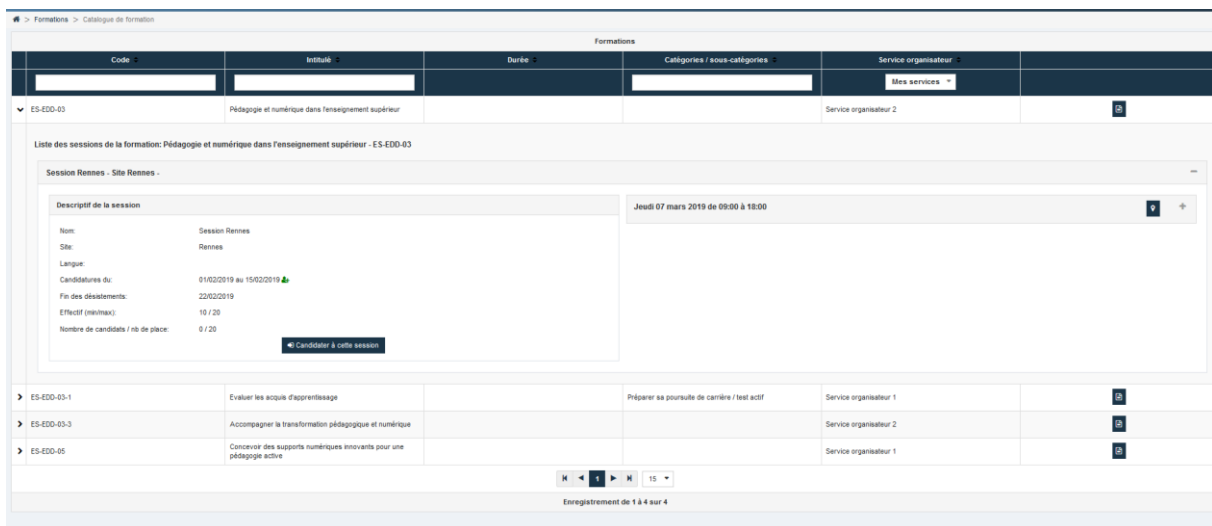 > Formations > Catalogue de formation
Formations
Code Intitulé Durée Catégories / sous-catégories Service organisateur
Mes services
ES-EDD-03 Pédagogie et numérique dans l'enseignement supérieur Service organisateur 2
Liste des sessions de la formation: Pédagogie et numérique dans l'enseignement supérieur - ES-EDD-03
Session Rennes - Site Rennes -
Descriptif de la session
Nom: Session Rennes
Site: Rennes
Langue:
Candidatures du: 01/02/2019 au 15/02/2019
Fin des désistements: 22/02/2019
Effectif (min/max): 10 / 20
Nombre de candidats / nb de place: 0 / 20
Candidater à cette session
Jeudi 07 mars 2019 de 09:00 à 18:00
ES-EDD-03-1 Evaluer les acquis d'apprentissage Préparer sa poursuite de carrière / test actif Service organisateur 1
ES-EDD-03-3 Accompagner la transformation pédagogique et numérique Service organisateur 2
ES-EDD-05 Concevoir des supports numériques innovants pour une
pédagogie active Service organisateur 1
1 15
Enregistrement de 1 à 4 sur 4